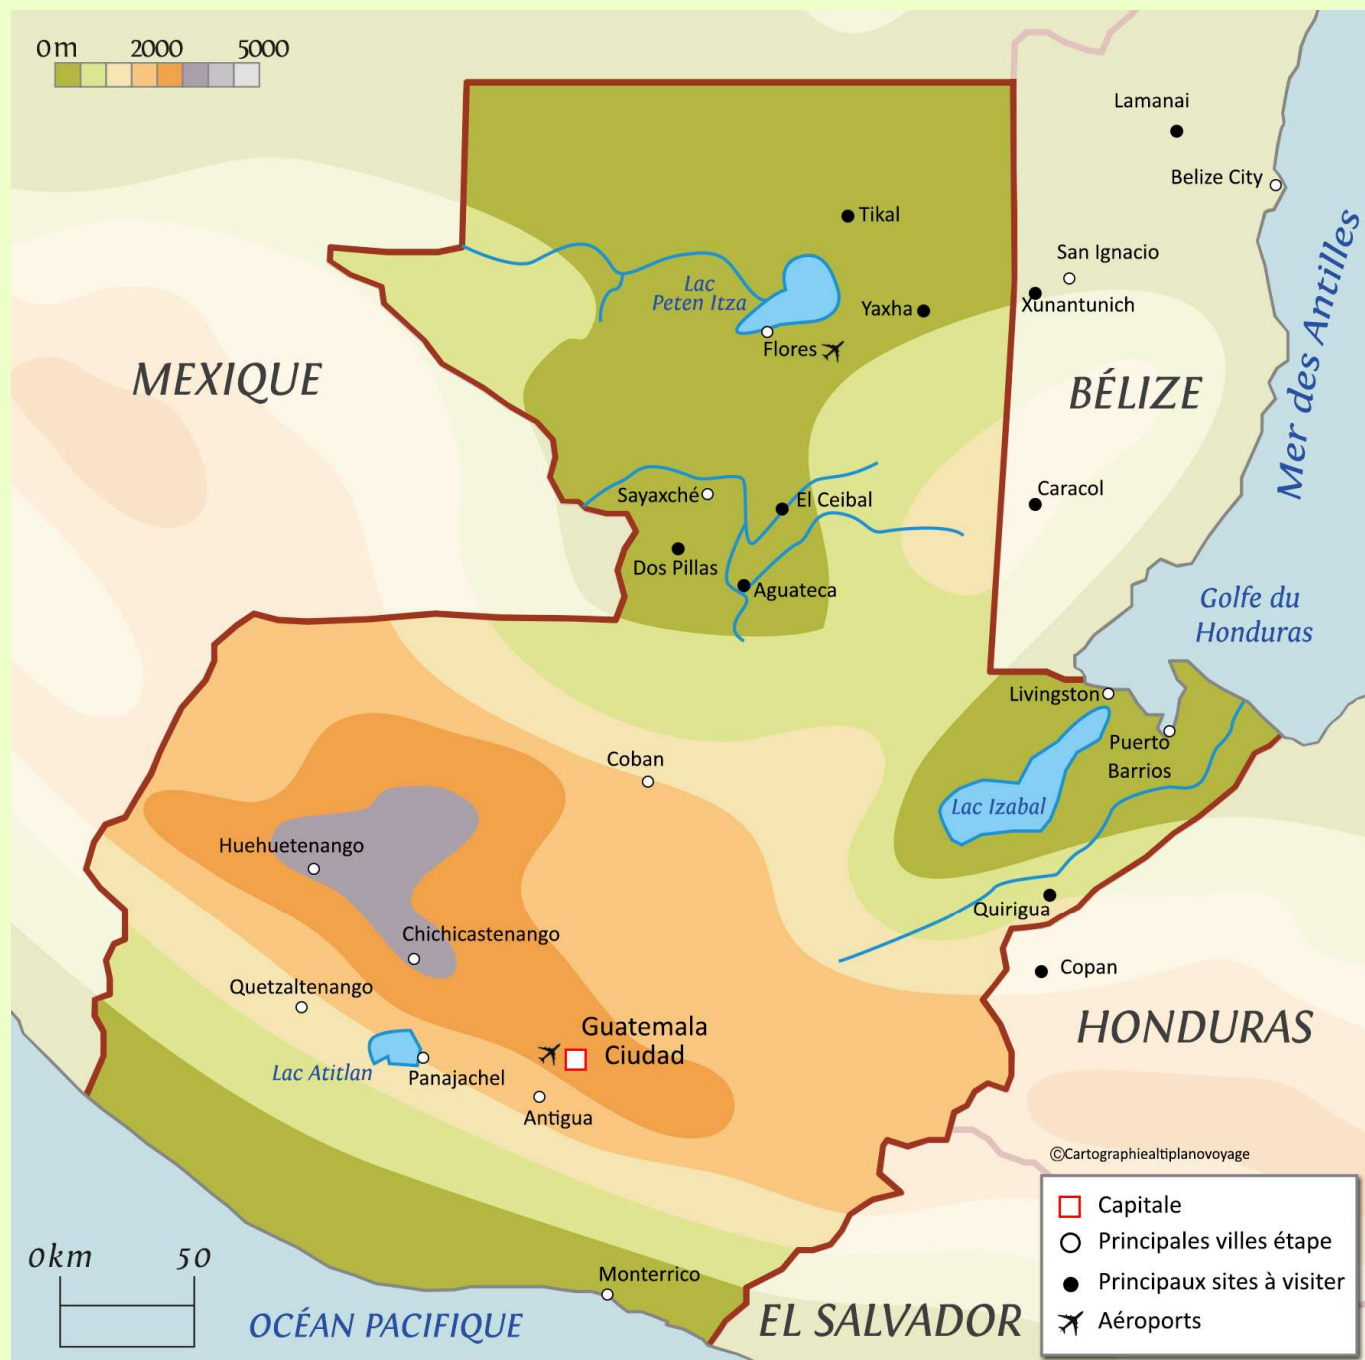 0 m 2000 5000
Lamanai
Belize City
Tikal
San Ignacio
Xunantunich
Lac
Peten Itza
Yaxha
Flores
MEXIQUE
BÉLIZE
Mer des Antilles
Sayaxché
El Ceibal
Caracol
Dos Pillas
Aguateca
Golfe du
Honduras
Livingston
Puerto
Barrios
Coban
Lac Izabal
Huehuetenango
Quirigua
Chichicastenango
Copan
Quetzaltenango
HONDURAS
Guatemala
Ciudad
Lac Atitlan
Panajachel
Antigua
©Cartographiealtiplanovoyage
Capitale
Principales villes étape
Principaux sites à visiter
Aéroports
0 km 50
Monterrico
OCÉAN PACIFIQUE
EL SALVADOR